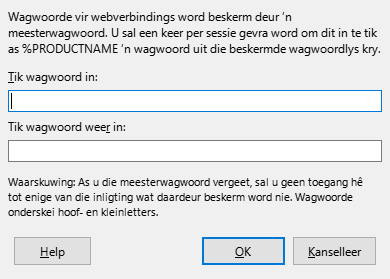 Wagwoorde vir webverbindings word beskerm deur ’n
meesterwagwoord. U sal een keer per sessie gevra word om dit in te tik
as %PRODUCTNAME ’n wagwoord uit die beskermde wagwoordlys kry.
Tik wagwoord in:
Tik wagwoord weer in:
Waarskuwing: As u die meesterwagwoord vergeet, sal u geen toegang hê
tot enige van die inligting wat daardeur beskerm word nie. Wagwoorde
onderskei hoof- en kleinletters.
Help
OK
Kanselleer